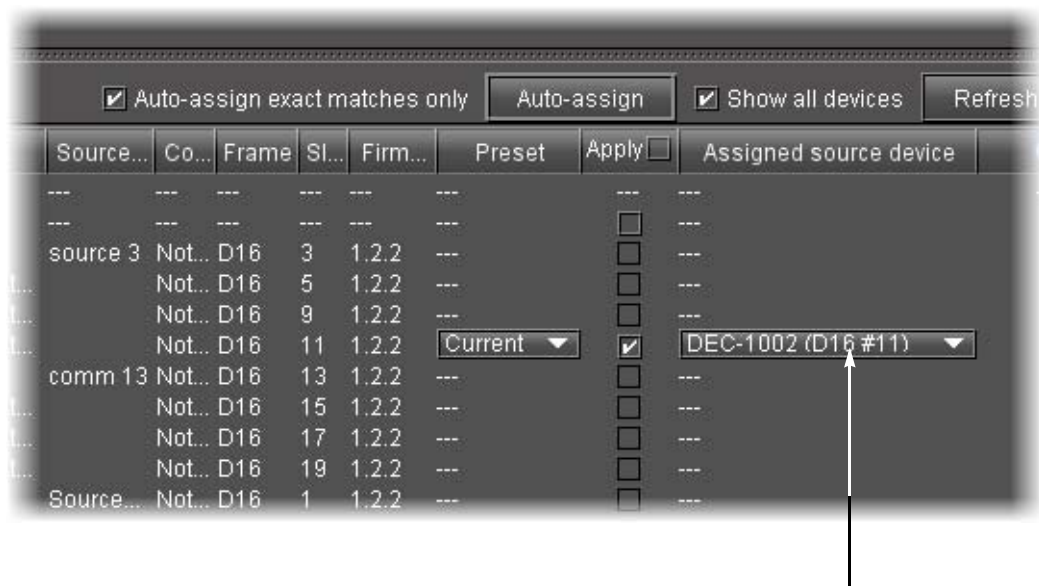 Auto-assign exact matches only Auto-assign Show all devices Refresh
Source... Co... Frame Sl... Firm... Preset Apply Assigned source device
--- --- --- --- --- --- --- ---
--- --- --- --- --- --- ---
source 3 Not... D16 3 1.2.2 --- ---
t... Not... D16 5 1.2.2 --- ---
t... Not... D16 9 1.2.2 --- ---
t... Not... D16 11 1.2.2 Current DEC-1002 (D16 #11)
comm 13 Not... D16 13 1.2.2 --- ---
t... Not... D16 15 1.2.2 --- ---
t... Not... D16 17 1.2.2 --- ---
t... Not... D16 19 1.2.2 --- ---
Source... Not... D16 1 1.2.2 --- ---